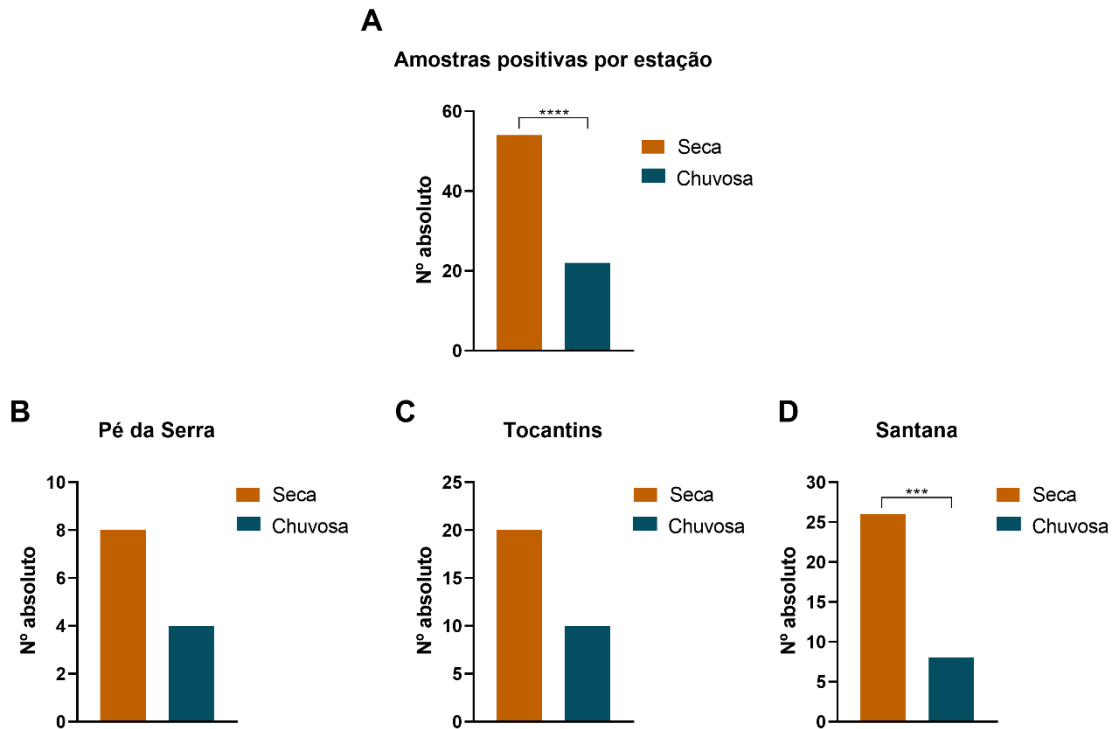 A
Amostras positivas por estação
Nº absoluto
60
40
20
0
****
Seca
Chuvosa
B
Pé da Serra
Nº absoluto
10
8
6
4
2
0
Seca
Chuvosa
C
Tocantins
Nº absoluto
25
20
15
10
5
0
Seca
Chuvosa
D
Santana
Nº absoluto
30
25
20
15
10
5
0
***
Seca
Chuvosa